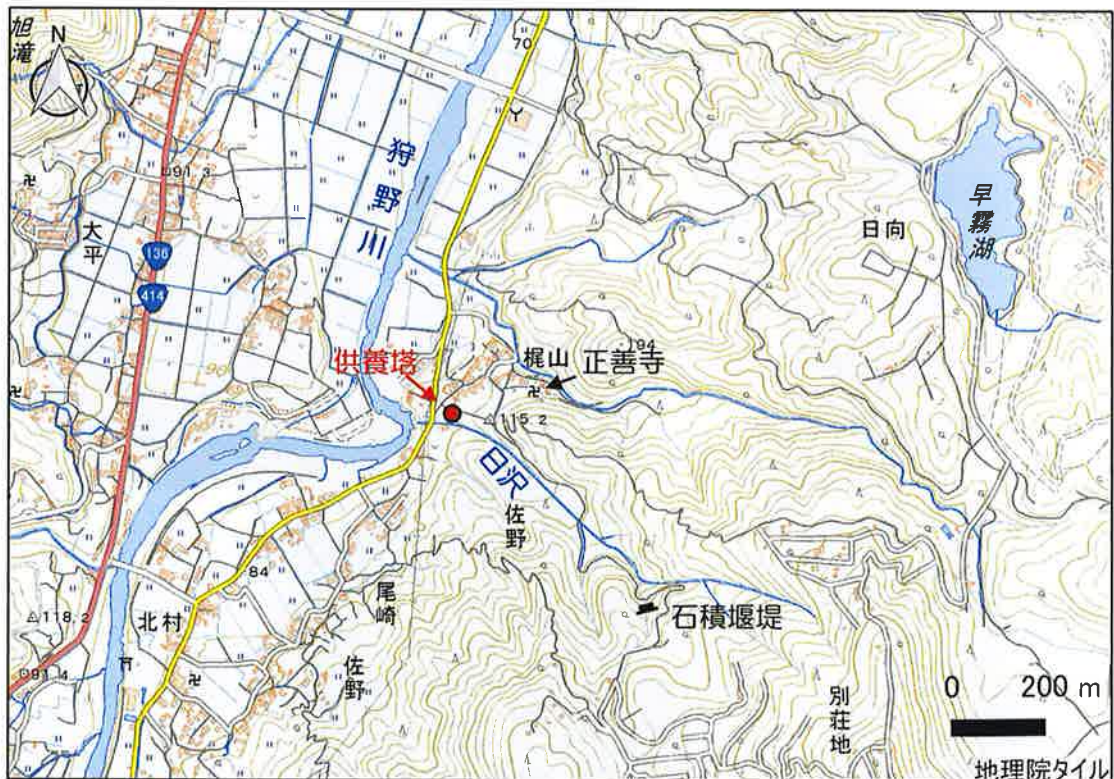 旭滝
N
70
狩野川
91.3
大平
136
414
早霧湖
日向
供養塔
梶山
正善寺
194
115.2
日沢
佐野
84
尾崎
石積堰堤
118.2
北村
佐野
91.4
別荘地
0 200 m
地理院タイル